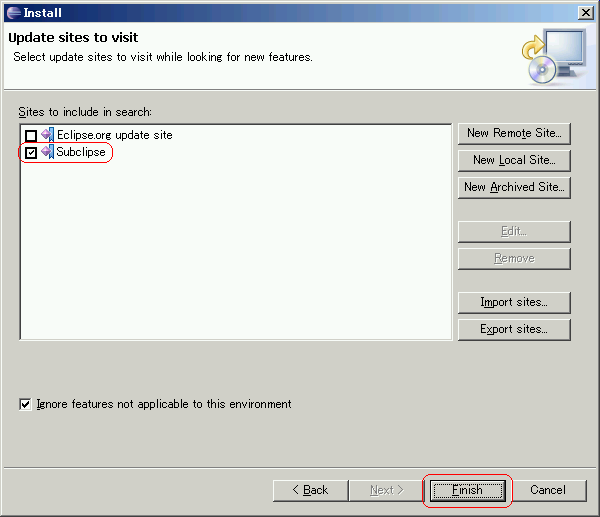 Install
Update sites to visit
Select update sites to visit while looking for new features.
Sites to include in search:
Eclipse.org update site
Subclipse
New Remote Site...
New Local Site...
New Archived Site...
Edit...
Remove
Import sites...
Export sites...
Ignore features not applicable to this environment
< Back
Next >
Finish
Cancel